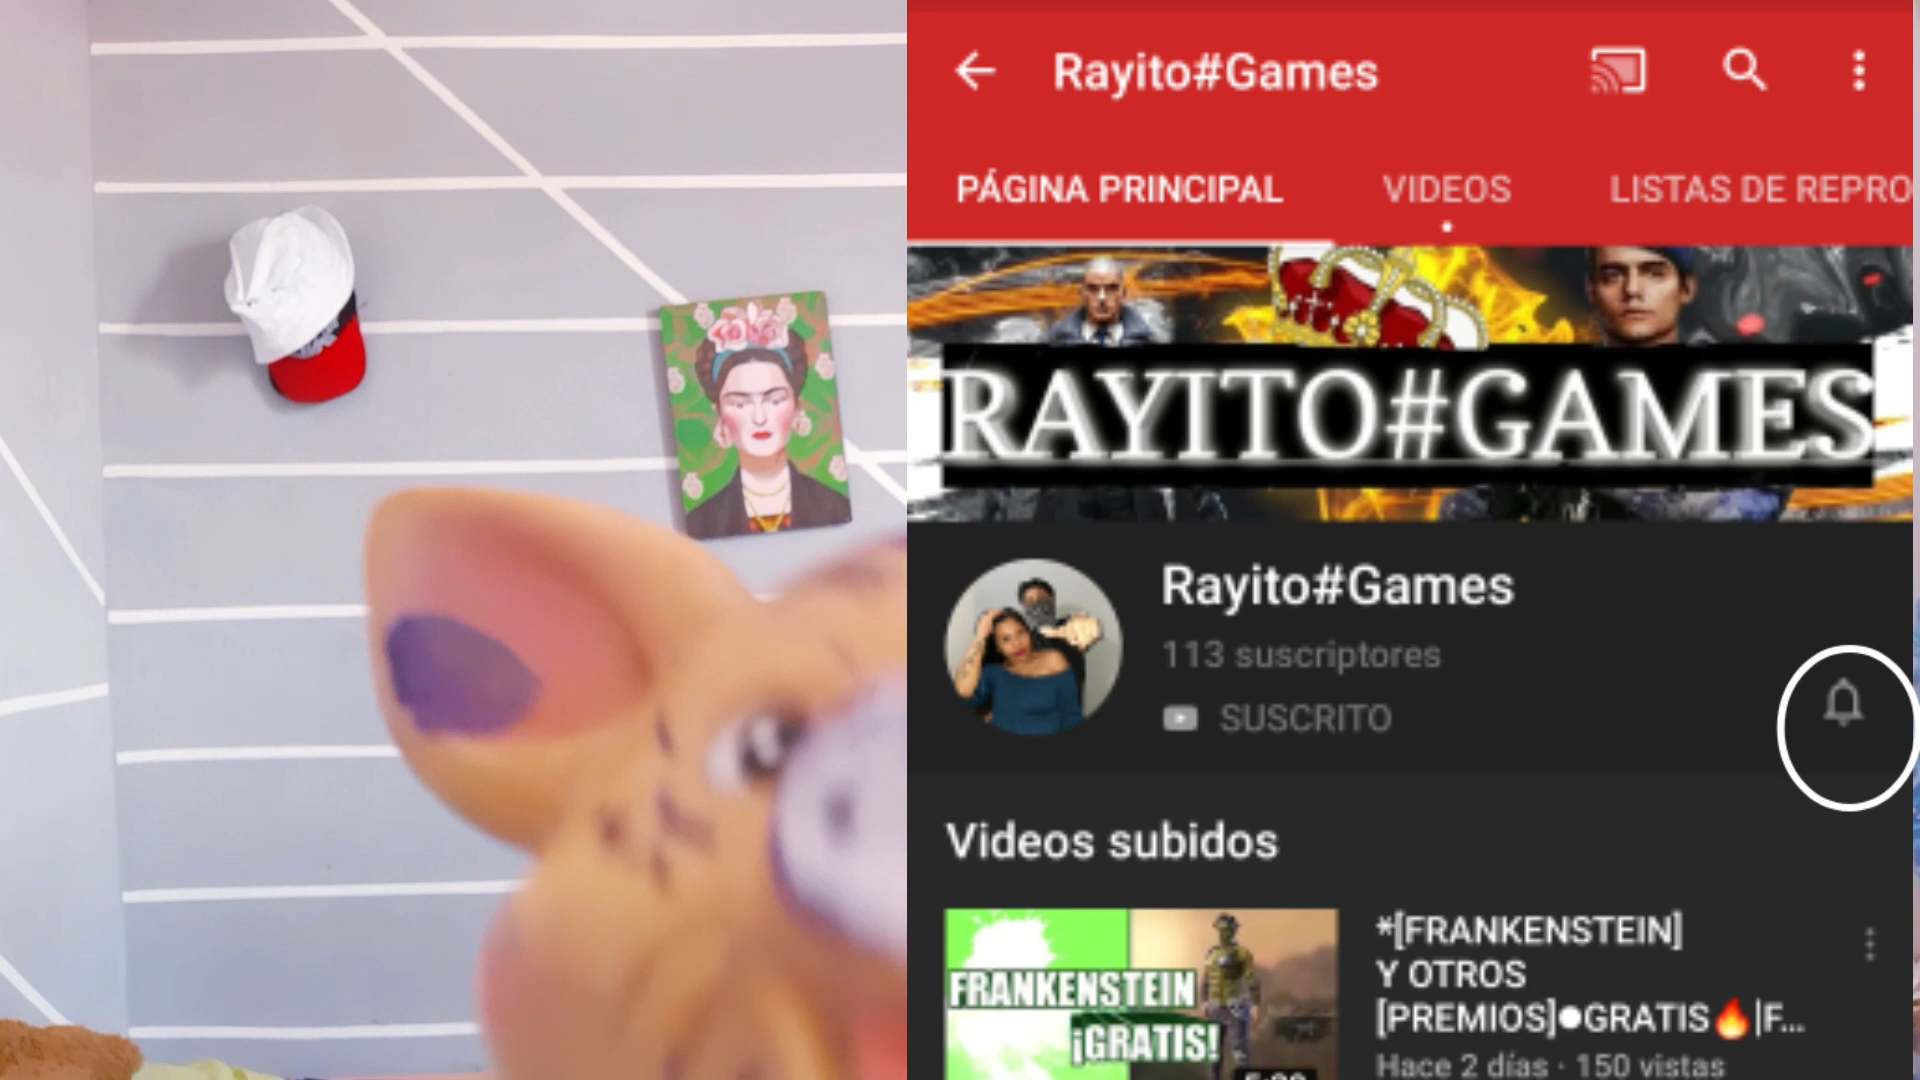 Rayito#Games
PÁGINA PRINCIPAL VIDEOS LISTAS DE REPRO
RAYITO#GAMES
Rayito#Games
113 suscriptores
SUSCRITO
Videos subidos
FRANKENSTEIN
¡GRATIS!
*[FRANKENSTEIN]
Y OTROS
[PREMIOS]●GRATIS🔥|F...
Hace 2 días · 150 vistas